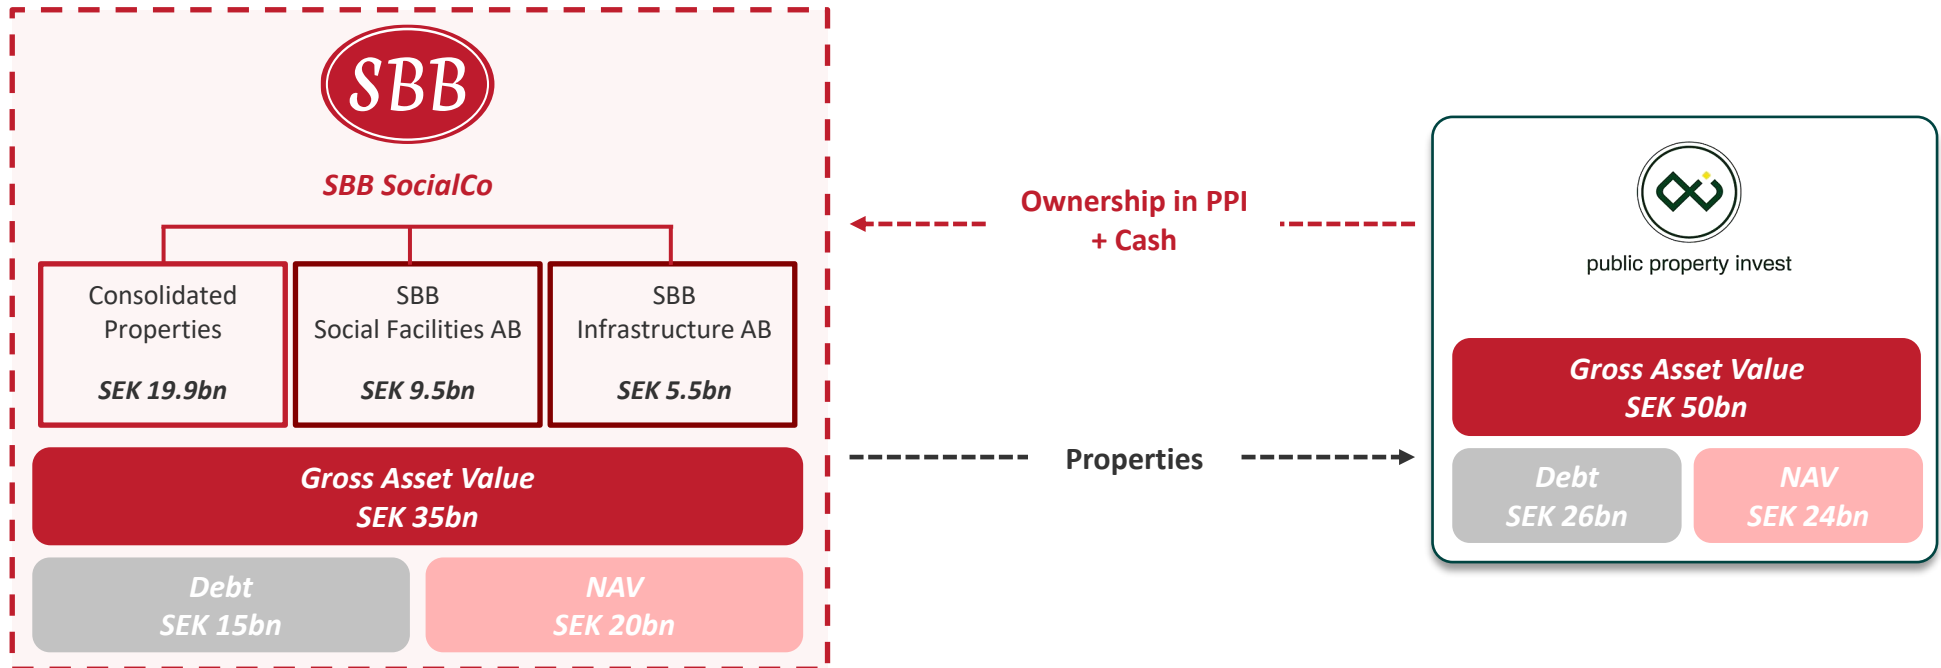 SBB
SBB SocialCo
Consolidated
Properties
SEK 19.9bn
SBB
Social Facilities AB
SEK 9.5bn
SBB
Infrastructure AB
SEK 5.5bn
Gross Asset Value
SEK 35bn
Debt
SEK 15bn
NAV
SEK 20bn
Ownership in PPI
+ Cash
Properties
public property invest
Gross Asset Value
SEK 50bn
Debt
SEK 26bn
NAV
SEK 24bn